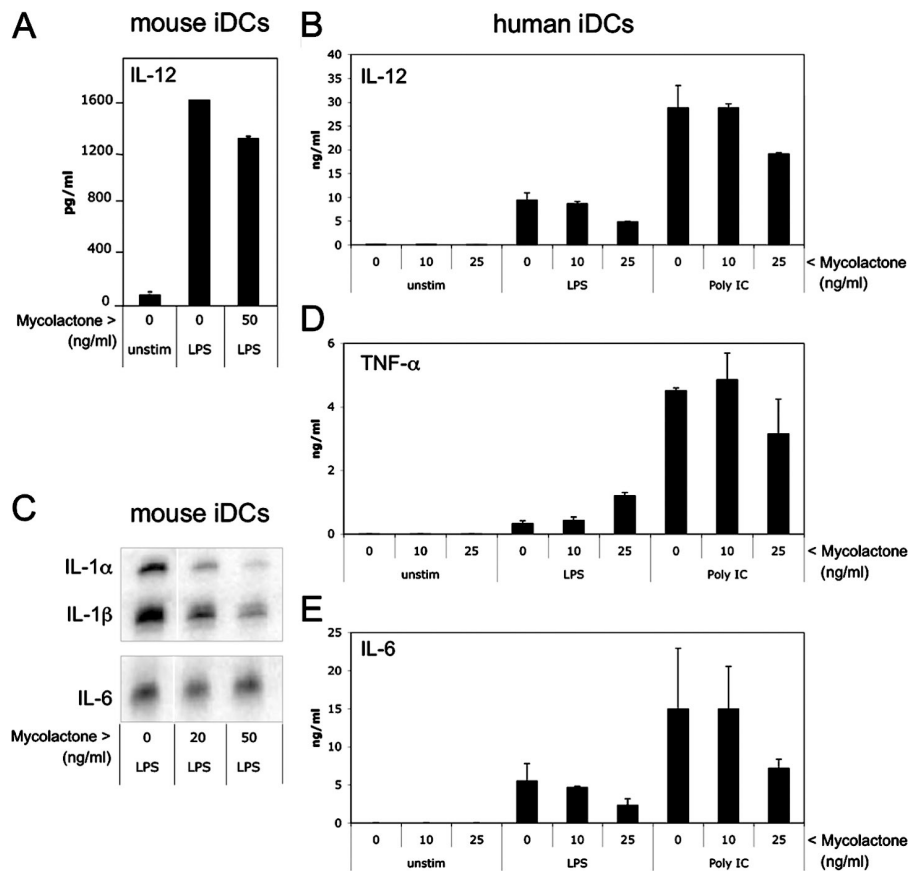 A
mouse iDCs
IL-12
1600
1200
800
400
0
pg/ml
Mycolactone >
(ng/ml)
0
0
50
unstim
LPS
LPS
B
human iDCs
IL-12
40
35
30
25
20
15
10
5
0
ng/ml
0
10
25
0
10
25
0
10
25
< Mycolactone
(ng/ml)
unstim
LPS
Poly IC
C
mouse iDCs
IL-1α
IL-1β
IL-6
Mycolactone >
(ng/ml)
0
20
50
LPS
LPS
LPS
D
TNF-α
6
4
2
0
ng/ml
0
10
25
0
10
25
0
10
25
< Mycolactone
(ng/ml)
unstim
LPS
Poly IC
E
IL-6
25
20
15
10
5
0
ng/ml
0
10
25
0
10
25
0
10
25
< Mycolactone
(ng/ml)
unstim
LPS
Poly IC